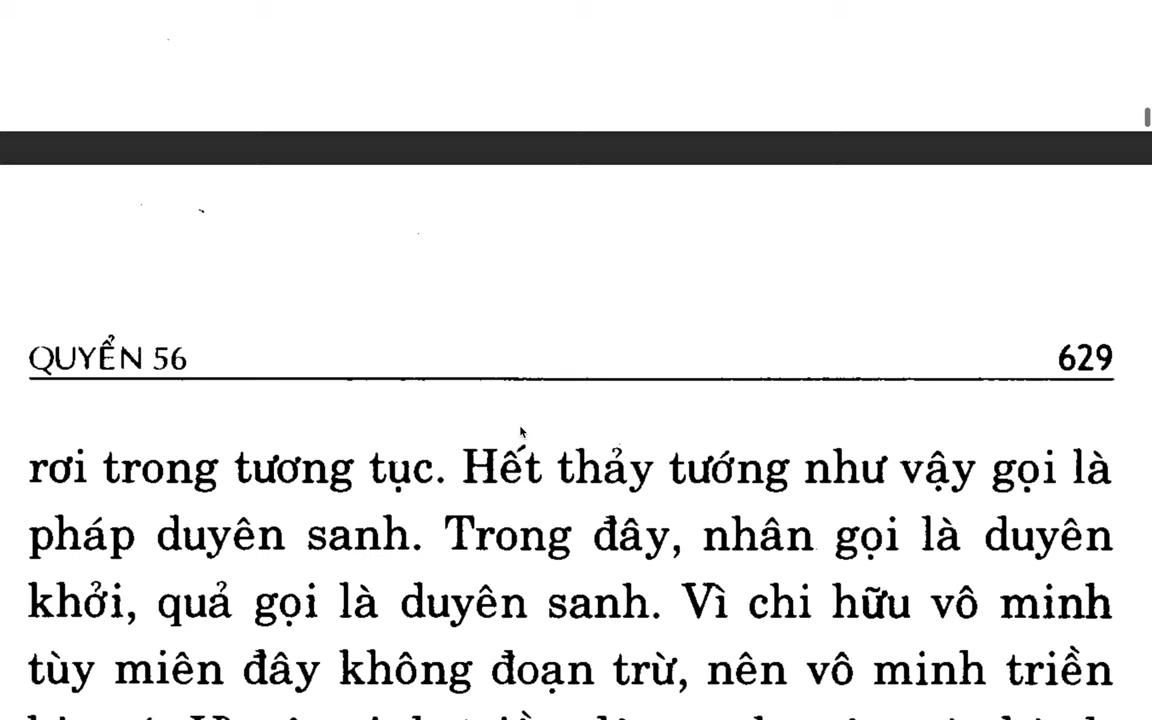 QUYỂN 56 629
rơi trong tương tục. Hết thảy tướng như vậy gọi là
pháp duyên sanh. Trong đây, nhân gọi là duyên
khởi, quả gọi là duyên sanh. Vì chi hữu vô minh
tùy miên đây không đoạn trừ, nên vô minh triền